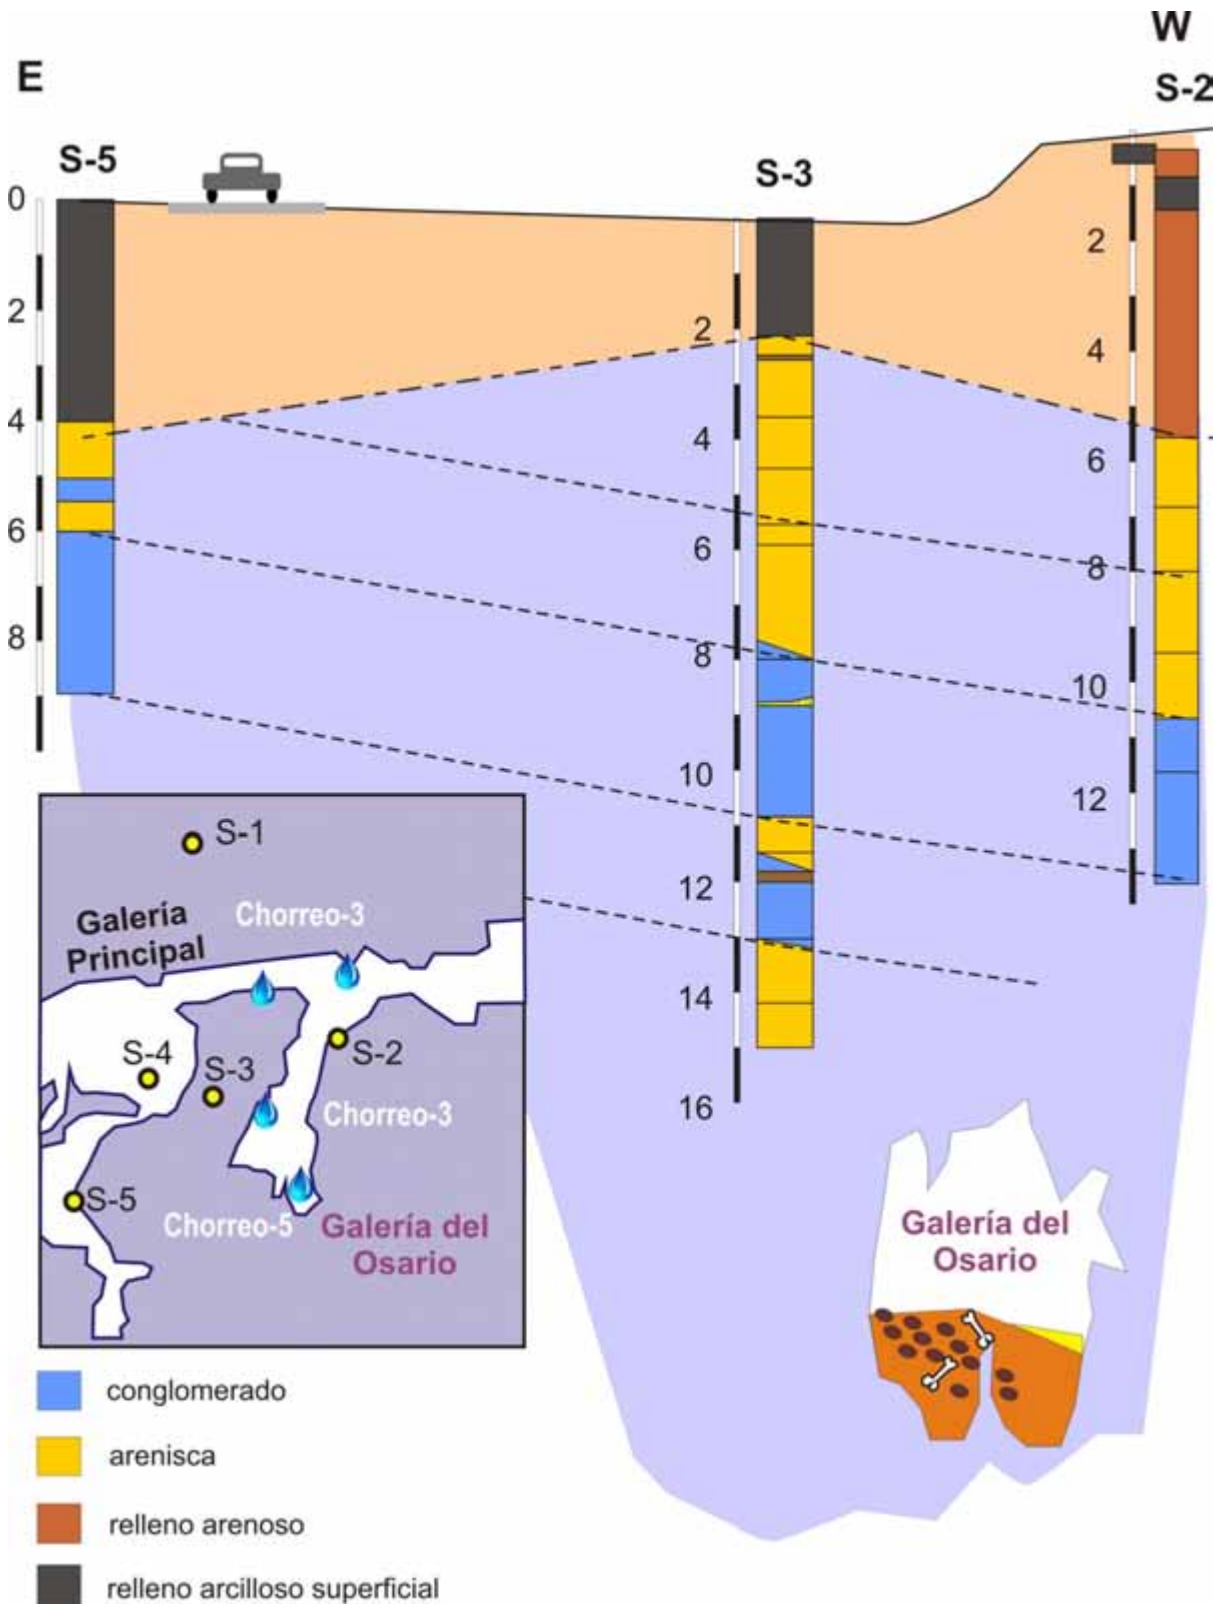 E
W
S-2
S-5
S-3
0
2
4
6
8
2
4
6
8
10
12
14
16
2
4
6
8
10
12
S-1
Galería
Principal
Chorreo-3
S-4
S-3
S-2
Chorreo-3
S-5
Chorreo-5
Galería del
Osario
Galería del
Osario
conglomerado
arenisca
relleno arenoso
relleno arcilloso superficial